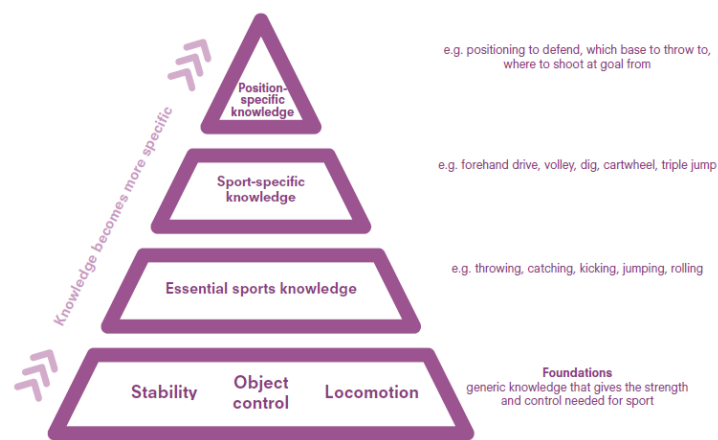 e.g. positioning to defend, which base to throw to,
where to shoot at goal from
Position-
specific
knowledge
Knowledge becomes more specific
e.g. forehand drive, volley, dig, cartwheel, triple jump
Sport-specific
knowledge
e.g. throwing, catching, kicking, jumping, rolling
Essential sports knowledge
Foundations
generic knowledge that gives the strength
and control needed for sport
Stability
Object
control
Locomotion